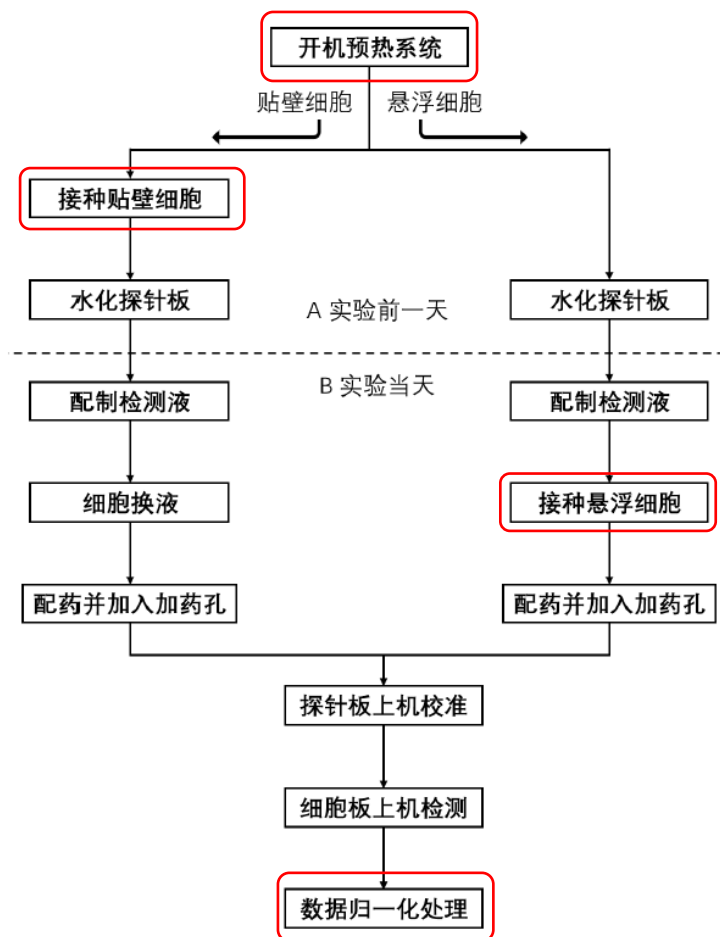 开机预热系统
贴壁细胞 悬浮细胞
接种贴壁细胞
水化探针板 A 实验前一天 水化探针板
B 实验当天
配制检测液 配制检测液
细胞换液 接种悬浮细胞
配药并加入加药孔 配药并加入加药孔
探针板上机校准
细胞板上机检测
数据归一化处理